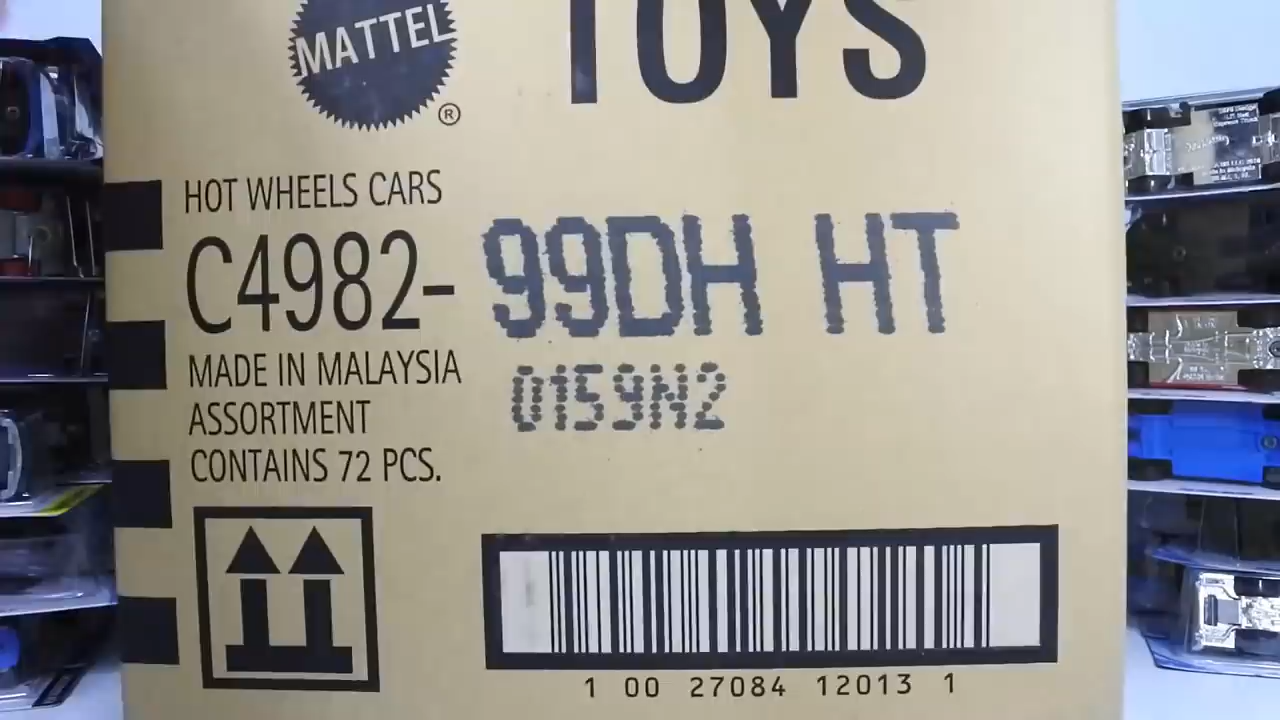 MATTEL
®
TOYS
HOT WHEELS CARS
C4982- 99DH HT
0159N2
MADE IN MALAYSIA
ASSORTMENT
CONTAINS 72 PCS.
1 00 27084 12013 1